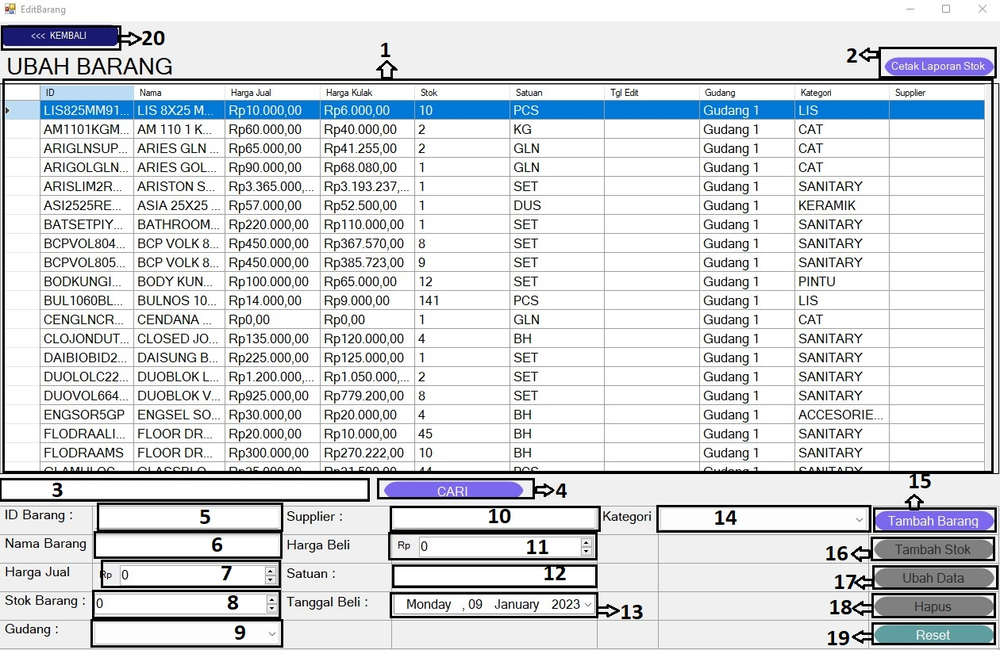 EditBarang
<<< KEMBALI 20
1
2 Cetak Laporan Stok
UBAH BARANG
ID Nama Harga Jual Harga Kulak Stok Satuan Tgl Edit Gudang Kategori Supplier
LIS825MM91... LIS 8X25 M... Rp10.000,00 Rp6.000,00 10 PCS Gudang 1 LIS
AM1101KGM... AM 110 1 K... Rp60.000,00 Rp40.000,00 2 KG Gudang 1 CAT
ARIGLNSUP... ARIES GLN ... Rp65.000,00 Rp41.255,00 2 GLN Gudang 1 CAT
ARIGOLGLN... ARIES GOL... Rp90.000,00 Rp68.080,00 1 GLN Gudang 1 CAT
ARISLIM2R... ARISTON S... Rp3.365.000,... Rp3.193.237,... 1 SET Gudang 1 SANITARY
ASI2525RE... ASIA 25X25 ... Rp57.000,00 Rp52.500,00 1 DUS Gudang 1 KERAMIK
BATSETPIY... BATHROOM... Rp220.000,00 Rp110.000,00 1 SET Gudang 1 SANITARY
BCPVOL804... BCP VOLK 8... Rp450.000,00 Rp367.570,00 8 SET Gudang 1 SANITARY
BCPVOL805... BCP VOLK 8... Rp450.000,00 Rp385.723,00 9 SET Gudang 1 SANITARY
BODKUNGI... BODY KUN... Rp100.000,00 Rp65.000,00 12 SET Gudang 1 PINTU
BUL1060BL... BULNOS 10... Rp14.000,00 Rp9.000,00 141 PCS Gudang 1 LIS
CENGLNCR... CENDANA ... Rp0,00 Rp0,00 1 GLN Gudang 1 CAT
CLOJONDUT... CLOSED JO... Rp135.000,00 Rp120.000,00 4 BH Gudang 1 SANITARY
DAIBIOBID2... DAISUNG B... Rp225.000,00 Rp125.000,00 1 SET Gudang 1 SANITARY
DUOLOLC22... DUOBLOK L... Rp1.200.000,... Rp1.050.000,... 2 SET Gudang 1 SANITARY
DUOVOL664... DUOBLOK V... Rp925.000,00 Rp779.200,00 8 SET Gudang 1 SANITARY
ENGSOR5GP ENGSEL SO... Rp30.000,00 Rp20.000,00 4 BH Gudang 1 ACCESORIE...
FLODRAALI... FLOOR DR... Rp20.000,00 Rp10.000,00 45 BH Gudang 1 SANITARY
FLODRAAMS FLOOR DR... Rp300.000,00 Rp270.222,00 10 BH Gudang 1 SANITARY
3 CARI 4 15
ID Barang : 5 Supplier : 10 Kategori 14 Tambah Barang
Nama Barang 6 Harga Beli Rp 0 11 16 Tambah Stok
Harga Jual Rp 0 7 Satuan : 12 17 Ubah Data
Stok Barang : 0 8 Tanggal Beli : Monday , 09 January 2023 13 18 Hapus
Gudang : 9 19 Reset